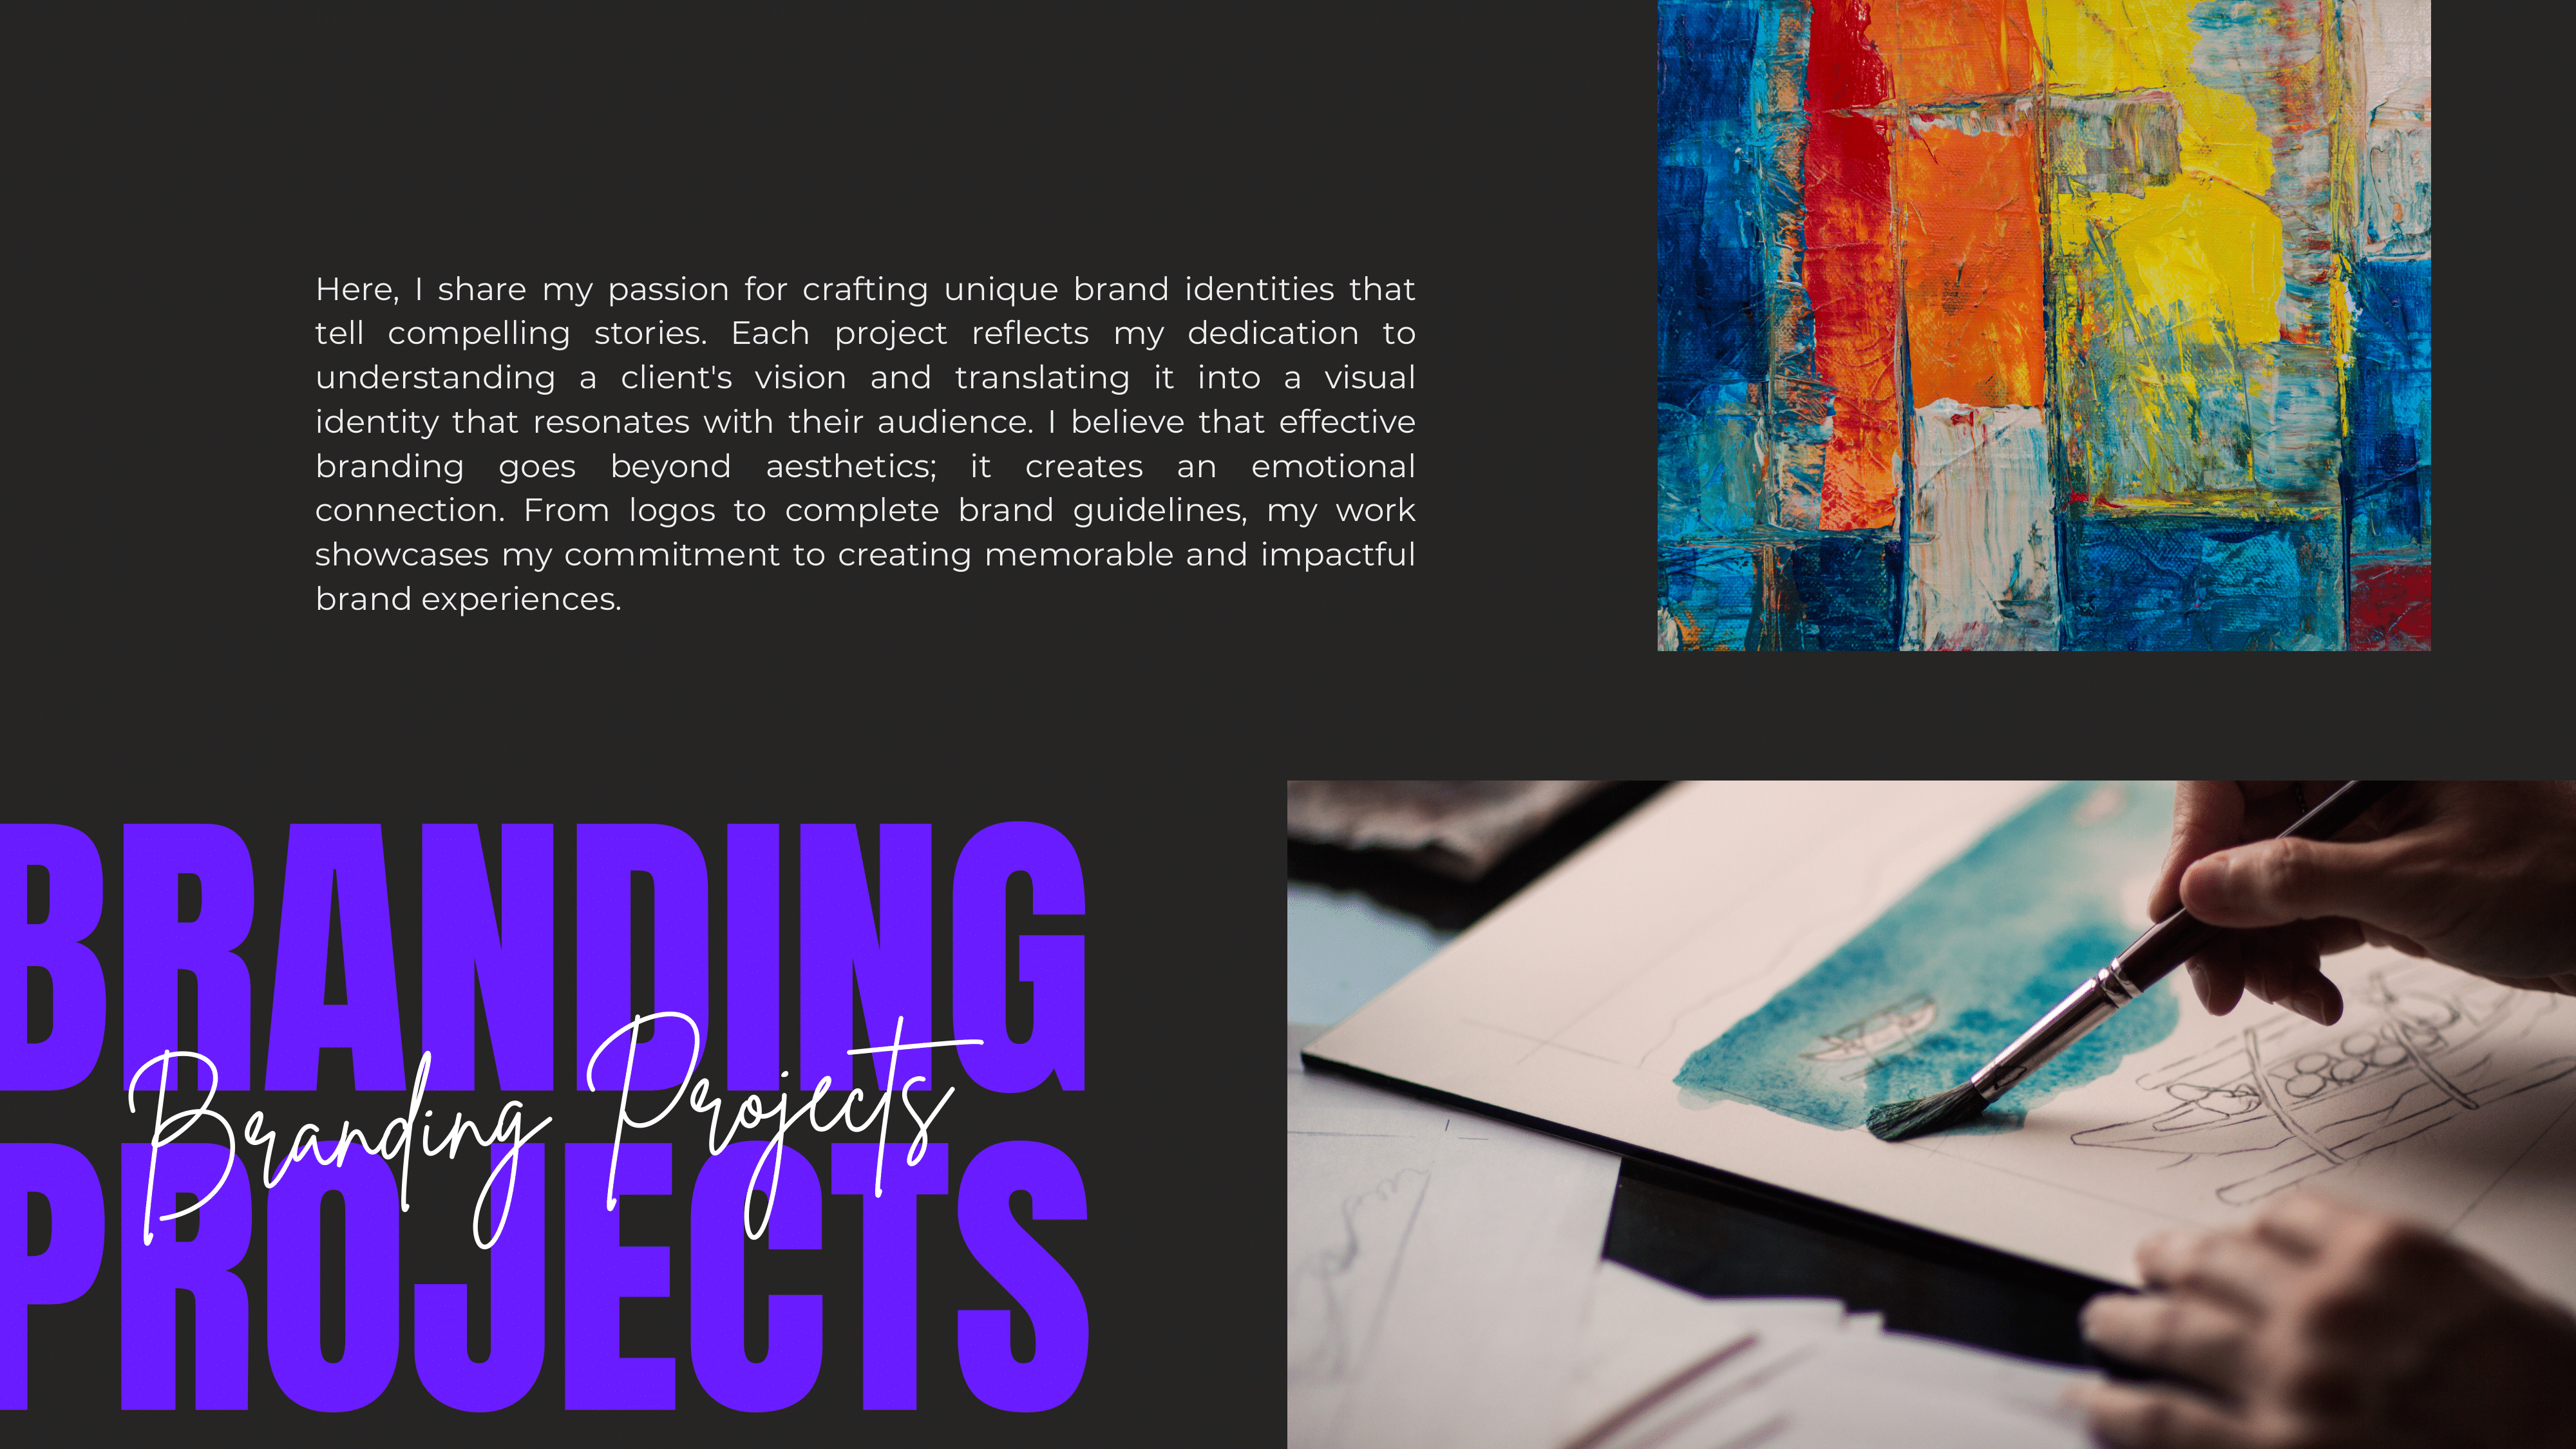 Here, I share my passion for crafting unique brand identities that
tell compelling stories. Each project reflects my dedication to
understanding a client's vision and translating it into a visual
identity that resonates with their audience. I believe that effective
branding goes beyond aesthetics; it creates an emotional
connection. From logos to complete brand guidelines, my work
showcases my commitment to creating memorable and impactful
brand experiences.
BRANDING
Branding Projects
PROJECTS